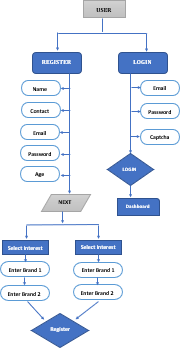 USER
REGISTER
LOGIN
Name
Contact
Email
Password
Age
Email
Password
Captcha
LOGIN
Dashboard
NEXT
Select Interest
Select Interest
Enter Brand 1
Enter Brand 1
Enter Brand 2
Enter Brand 2
Register